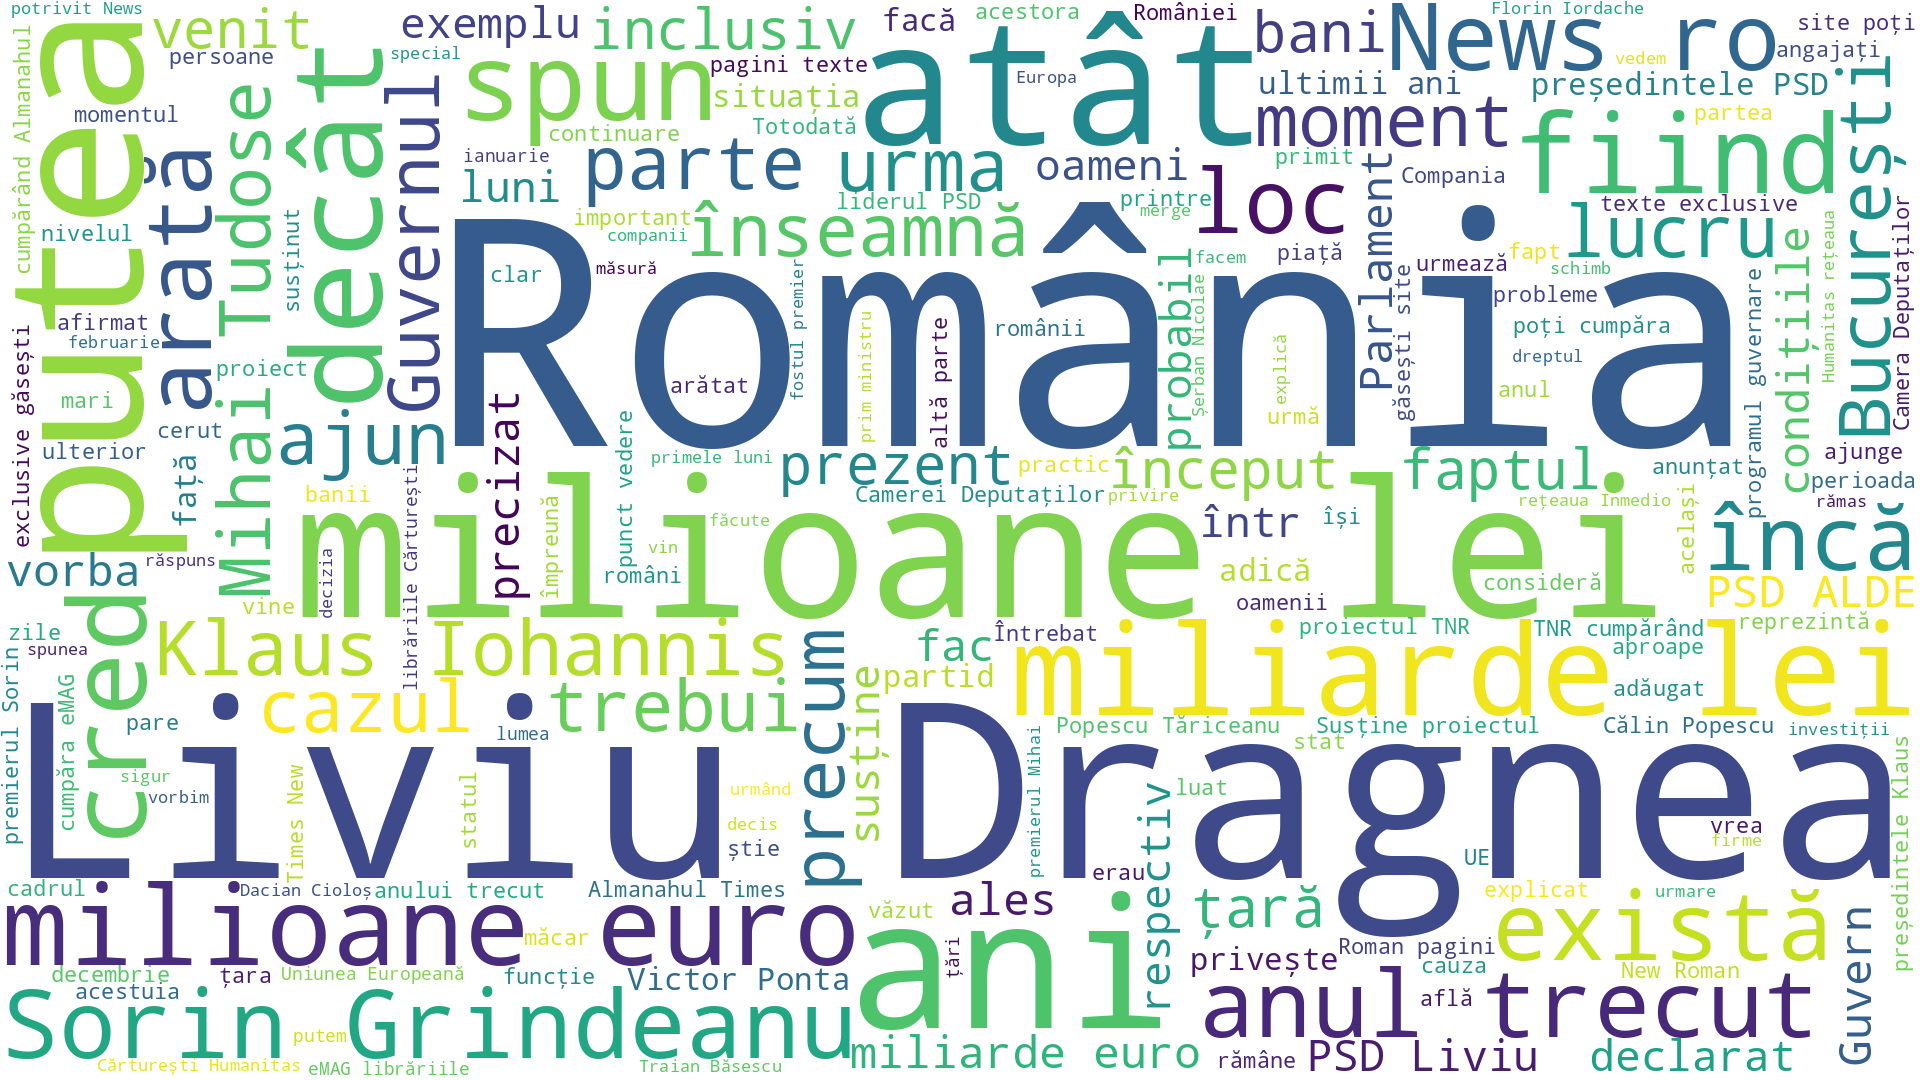 potrivit News
venit
exemplu
inclusiv
facă
acestora
României
Florin Iordache
site poți
persoane
special
spun
pagini texte
atât
Europa
bani
News ro
vedem
angajați
cumpărând Almanahul
putea
momentul
decât
Guvernul
situația
continuare
Totodată
ultimii ani
moment
președintele PSD
partea
București
arată
Mihai Tudose
ianuarie
luni
parte
urma
oameni
primit
Compania
fiind
nivelul
susținut
important
companii
liderul PSD
printre
merge
loc
Parlament
texte exclusive
lucru
Camera Deputaților
înseamnă
clar
măsură
România
probabil
facem
piață
urmează
fapt
schimb
condițiile
Humanitas rețeaua
afirmat
februarie
proiect
fostul premier
prim ministru
altă parte
românii
Șerban Nicolae
explică
găsești site
probleme
poți cumpăra
dreptul
programul guvernare
exclusive găsești
mari
cerut
arătat
urmă
anul
ulterior
față
ajun
precizat
punct vedere
primele luni
prezent
practic
început
faptul
anunțat
ajunge
perioada
banii
librăriile Cărturești
împreună
făcute
Camerei Deputaților
privire
într
își
rețeaua Inmedio
același
rămas
încă
vorba
răspuns
decizia
vin
români
milioane lei
adică
consideră
vine
oamenii
PSD ALDE
zile
spunea
cred
Klaus Iohannis
precum
fac
Întrebat
proiectul TNR
TNR cumpărând
reprezintă
aproape
premierul Sorin
cumpăra eMAG
cazul
trebui
susține
partid
miliarde lei
adăugat
pare
lumea
Popescu Tăriceanu
Susține proiectul
Călin Popescu
investiții
stat
sigur
vorbim
Times New
statul
urmând
decis
știe
premierul Mihai
Liviu Dragnea
luat
respectiv
vrea
firme
președintele Klaus
UE
erau
cadrul
Dacian Cioloș
anului trecut
Almanahul Times
văzut
ales
țară
explicat
urmare
există
milioane euro
măcar
ani
țări
privește
Roman pagini
cauza
New Roman
Guvern
decembrie
țara
Uniunea Europeană
funcție
Victor Ponta
acestuia
Sorin Grindeanu
anul trecut
află
putem
Cărturești Humanitas
eMAG librăriile
Traian Băsescu
miliarde euro
rămâne
PSD Liviu
declarat